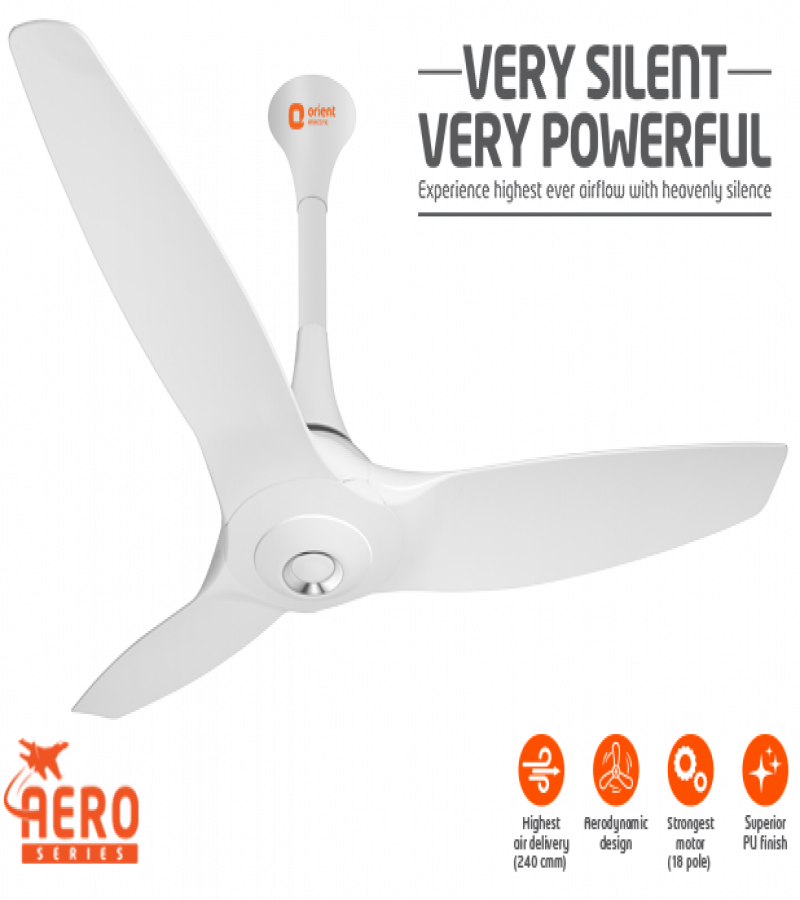 orient
electric
VERY SILENT
VERY POWERFUL
Experience highest ever airflow with heavenly silence
AERO
SERIES
Highest
air delivery
(240 cmm)
Aerodynamic
design
Strongest
motor
(18 pole)
Superior
PU finish